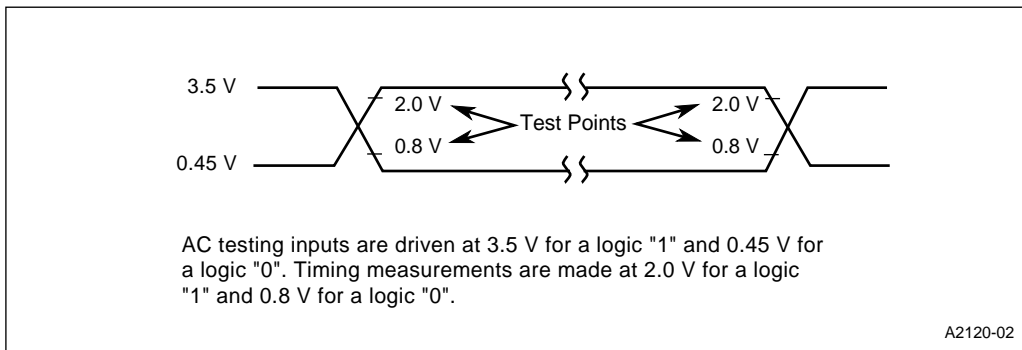 3.5 V
2.0 V
2.0 V
Test Points
0.8 V
0.8 V
0.45 V
AC testing inputs are driven at 3.5 V for a logic "1" and 0.45 V for
a logic "0". Timing measurements are made at 2.0 V for a logic
"1" and 0.8 V for a logic "0".
A2120-02